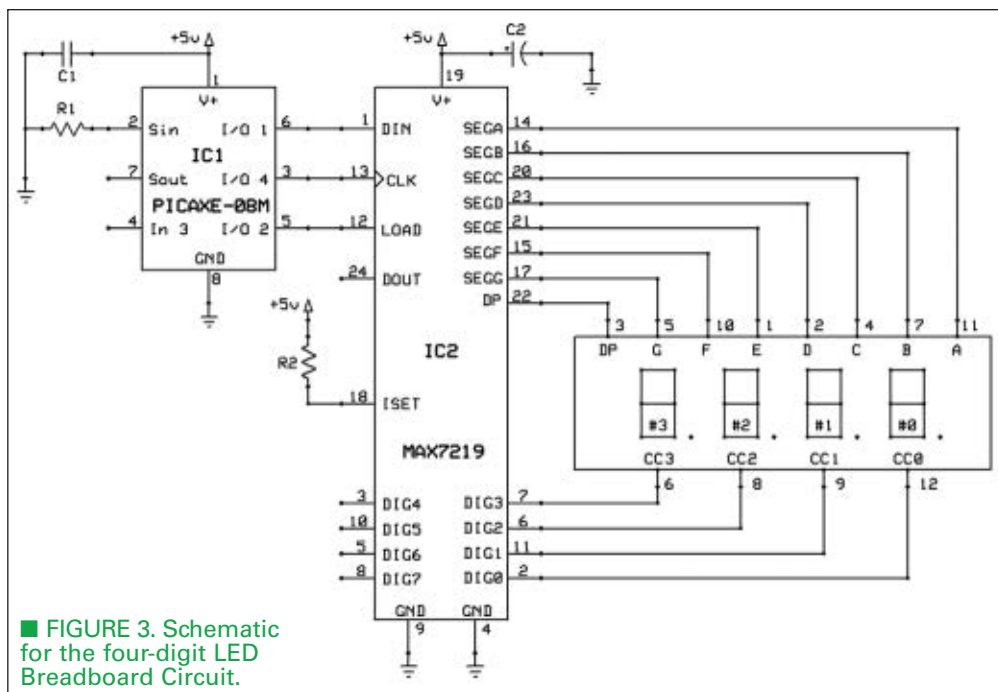 +5v
C1
R1
1
V+
2 Sin I/O 1 6
IC1
7 Sout I/O 4 3
PICAXE-08M
4 In 3 I/O 2 5
GND
8
+5v
C2
19
V+
1 DIN
13 CLK
12 LOAD
24 DOUT
+5v
R2
18 ISET
IC2
MAX7219
SEGA 14
SEGB 16
SEGC 20
SEGD 23
SEGE 21
SEGF 15
SEGG 17
DP 22
3 DIG4
10 DIG5
5 DIG6
8 DIG7
DIG3 7
DIG2 6
DIG1 11
DIG0 2
GND GND
9 4
3 5 10 1 2 4 7 11
DP G F E D C B A
#3 #2 #1 #0
CC3 CC2 CC1 CC0
6 8 9 12
■ FIGURE 3. Schematic
for the four-digit LED
Breadboard Circuit.